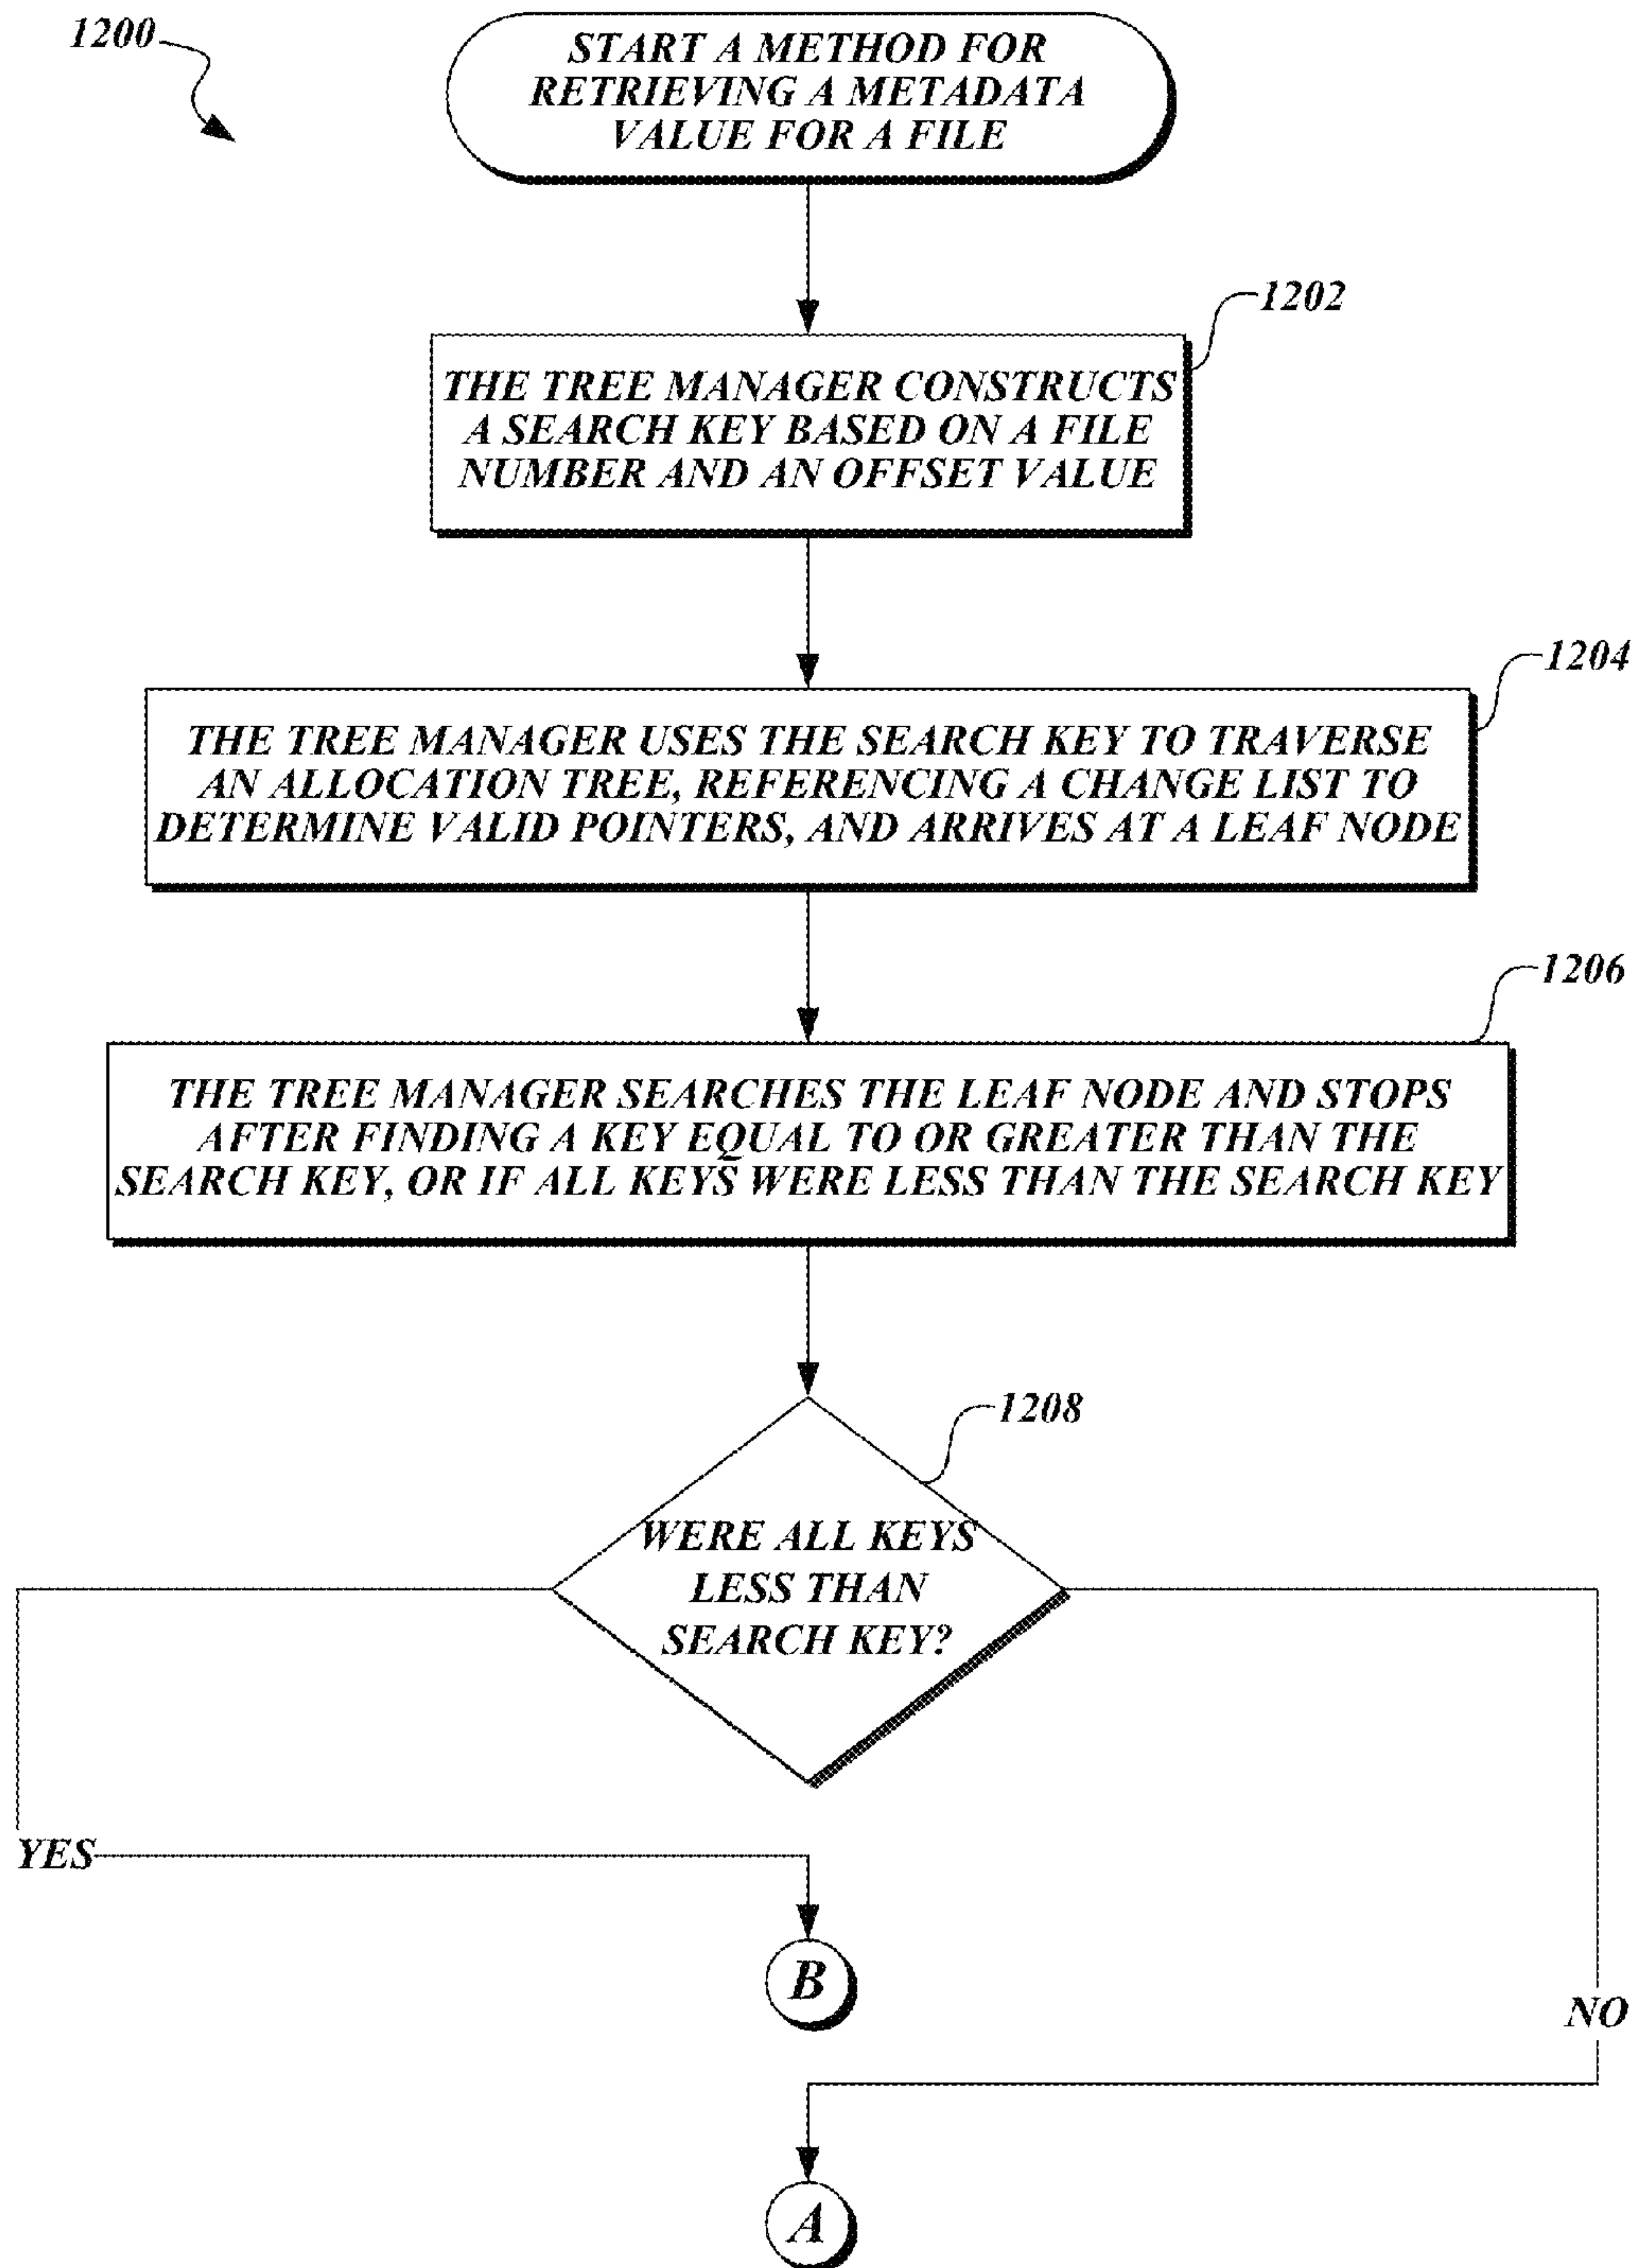 1200
START A METHOD FOR
RETRIEVING A METADATA
VALUE FOR A FILE
1202
THE TREE MANAGER CONSTRUCTS
A SEARCH KEY BASED ON A FILE
NUMBER AND AN OFFSET VALUE
1204
THE TREE MANAGER USES THE SEARCH KEY TO TRAVERSE
AN ALLOCATION TREE, REFERENCING A CHANGE LIST TO
DETERMINE VALID POINTERS, AND ARRIVES AT A LEAF NODE
1206
THE TREE MANAGER SEARCHES THE LEAF NODE AND STOPS
AFTER FINDING A KEY EQUAL TO OR GREATER THAN THE
SEARCH KEY, OR IF ALL KEYS WERE LESS THAN THE SEARCH KEY
1208
WERE ALL KEYS
LESS THAN
SEARCH KEY?
YES
B
NO
A